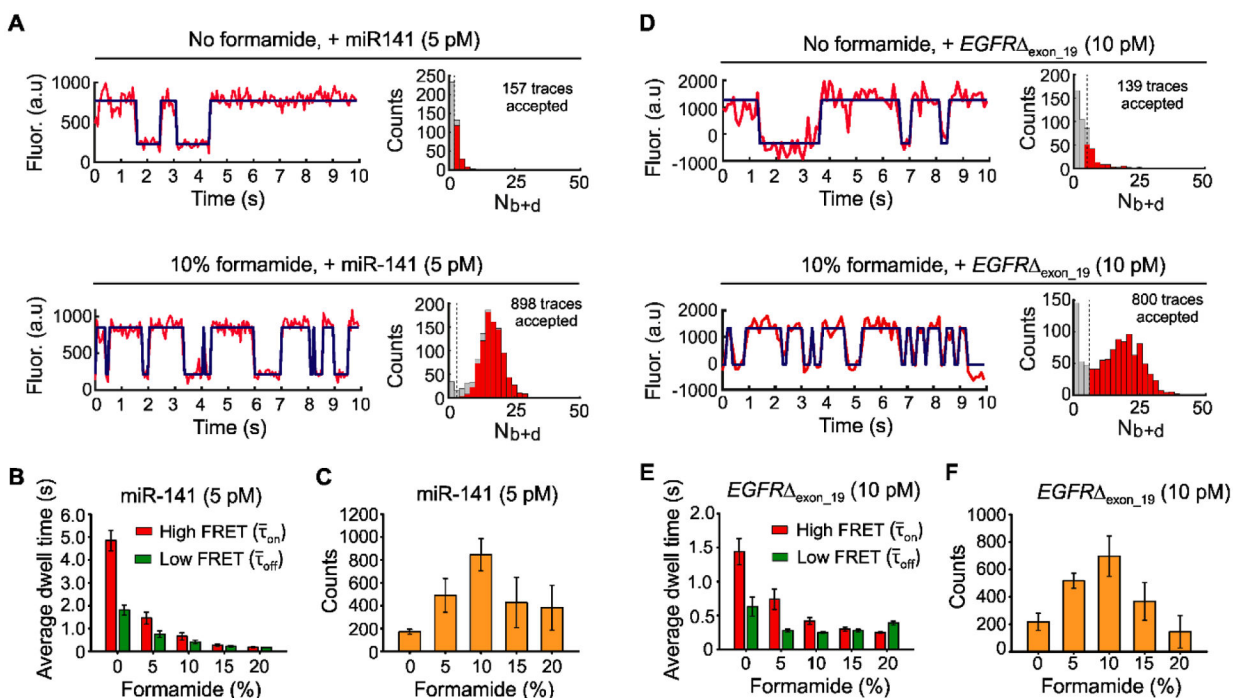 A
No formamide, + miR141 (5 pM)
Fluor. (a.u)
1000
500
0
0 1 2 3 4 5 6 7 8 9 10
Time (s)
Counts
250
200
150
100
50
0
157 traces
accepted
0 25 50
N_b+d
10% formamide, + miR-141 (5 pM)
Fluor. (a.u)
1000
500
0
0 1 2 3 4 5 6 7 8 9 10
Time (s)
Counts
200
150
100
50
0
898 traces
accepted
0 25 50
N_b+d
D
No formamide, + EGFRΔexon_19 (10 pM)
Fluor. (a.u)
2000
1000
0
-1000
0 1 2 3 4 5 6 7 8 9 10
Time (s)
Counts
200
150
100
50
0
139 traces
accepted
0 25 50
N_b+d
10% formamide, + EGFRΔexon_19 (10 pM)
Fluor. (a.u)
2000
1000
0
-1000
0 1 2 3 4 5 6 7 8 9 10
Time (s)
Counts
150
100
50
0
800 traces
accepted
0 25 50
N_b+d
B
miR-141 (5 pM)
Average dwell time (s)
6.0
5.0
4.0
3.0
2.0
1.0
0
High FRET (τ̅on)
Low FRET (τ̅off)
0 5 10 15 20
Formamide (%)
C
miR-141 (5 pM)
Counts
1200
1000
800
600
400
200
0
0 5 10 15 20
Formamide (%)
E
EGFRΔexon_19 (10 pM)
Average dwell time (s)
2.0
1.5
1.0
0.5
0
High FRET (τ̅on)
Low FRET (τ̅off)
0 5 10 15 20
Formamide (%)
F
EGFRΔexon_19 (10 pM)
Counts
1000
800
600
400
200
0
0 5 10 15 20
Formamide (%)